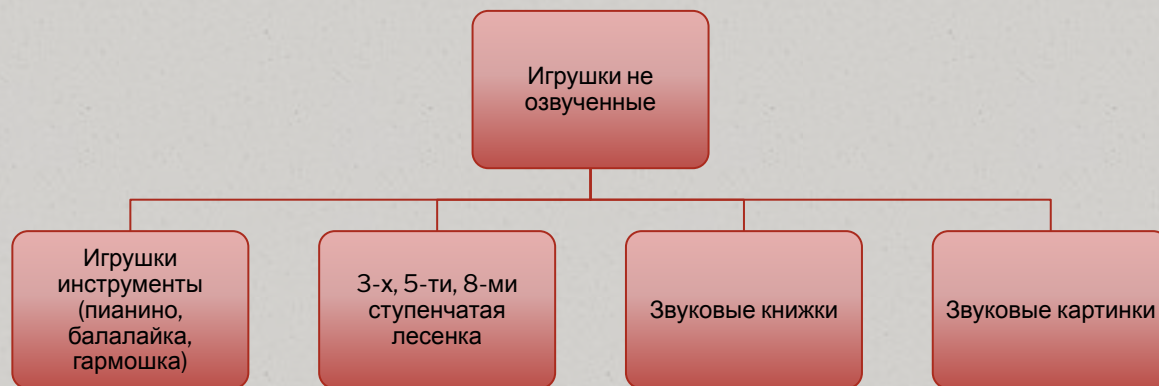 Игрушки не
озвученные
Игрушки
инструменты
(пианино,
балалайка,
гармошка)
3-х, 5-ти, 8-ми
ступенчатая
лесенка
Звуковые книжки
Звуковые картинки